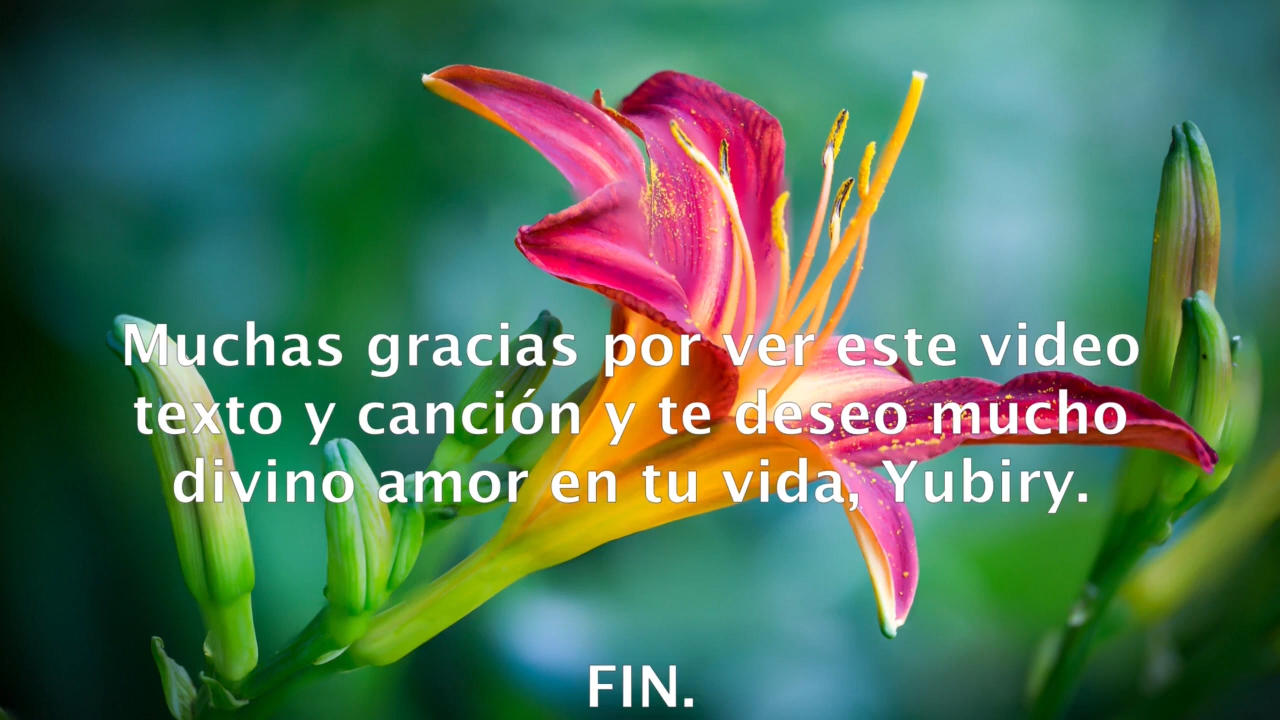 Muchas gracias por ver este video
texto y canción y te deseo mucho
divino amor en tu vida, Yubiry.
FIN.